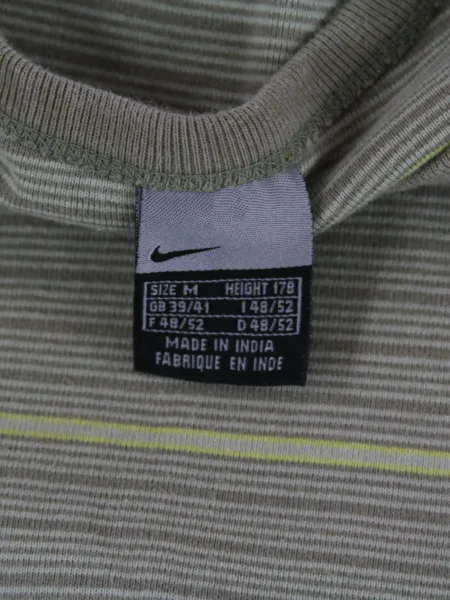 SIZE M HEIGHT 178
GB 39/41 I 48/52
F 48/52 D 48/52
MADE IN INDIA
FABRIQUE EN INDE